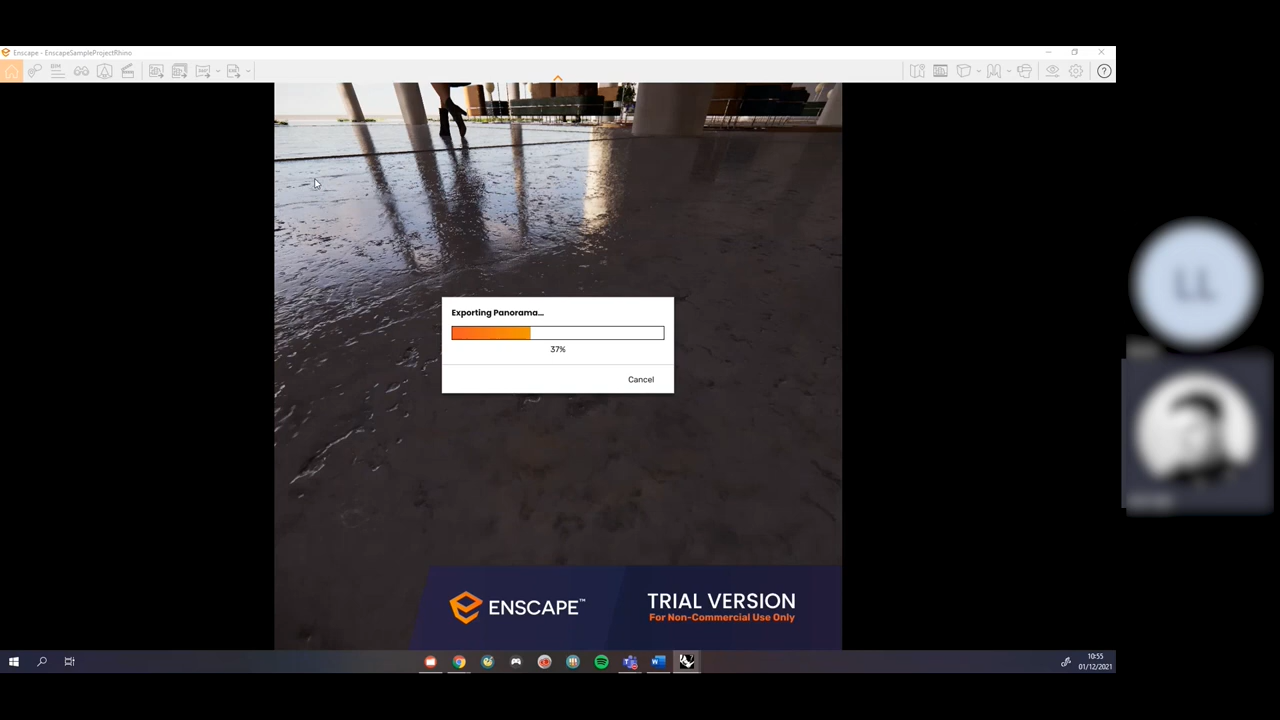 Enscape - EnscapeSampleProjectRhino
Exporting Panorama...
37%
Cancel
ENSCAPE™
TRIAL VERSION
For Non-Commercial Use Only
LL
10:55
01/12/2021